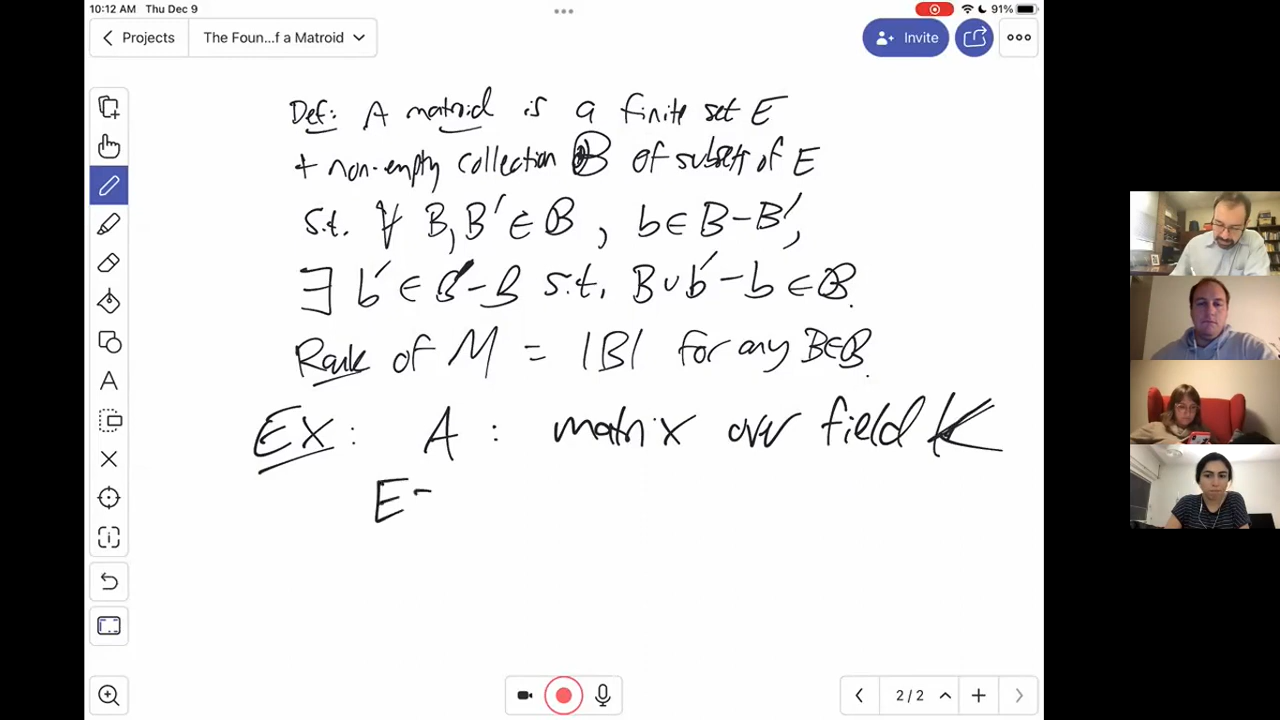 10:12 AM Thu Dec 9
91%
Projects
The Foun...f a Matroid
Invite
Def: A matroid is a finite set E
+ non-empty collection B of subsets of E
s.t. ∀ B, B' ∈ B, b ∈ B - B',
∃ b' ∈ B' - B s.t. B ∪ b' - b ∈ B.
Rank of M = |B| for any B ∈ B.
EX: A: matrix over field K
E =
A
2 / 2